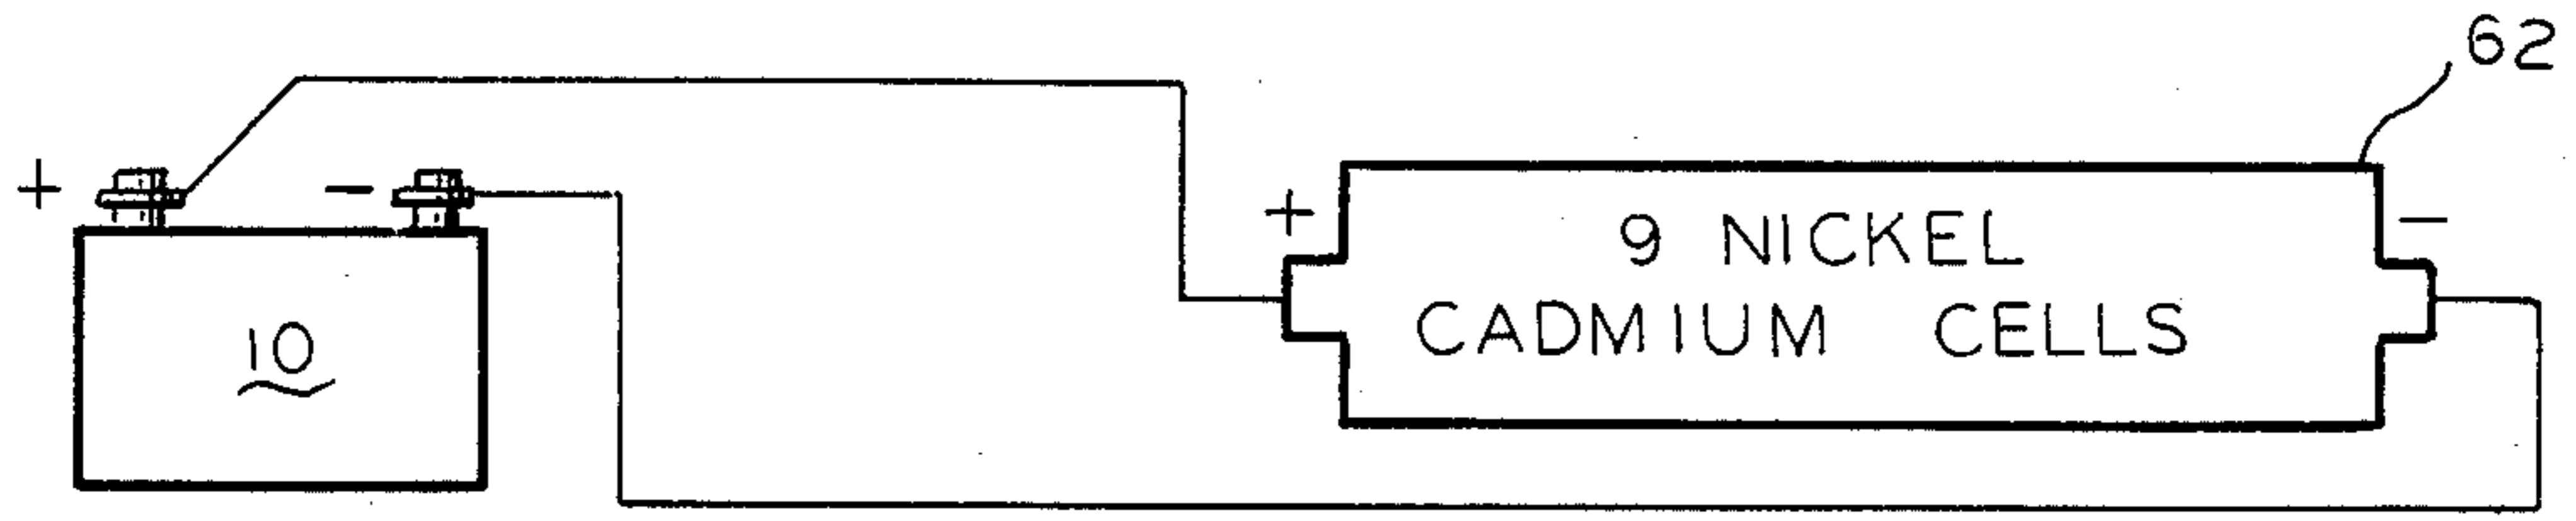 62
+ -
+ 9 NICKEL -
CADMIUM CELLS
10